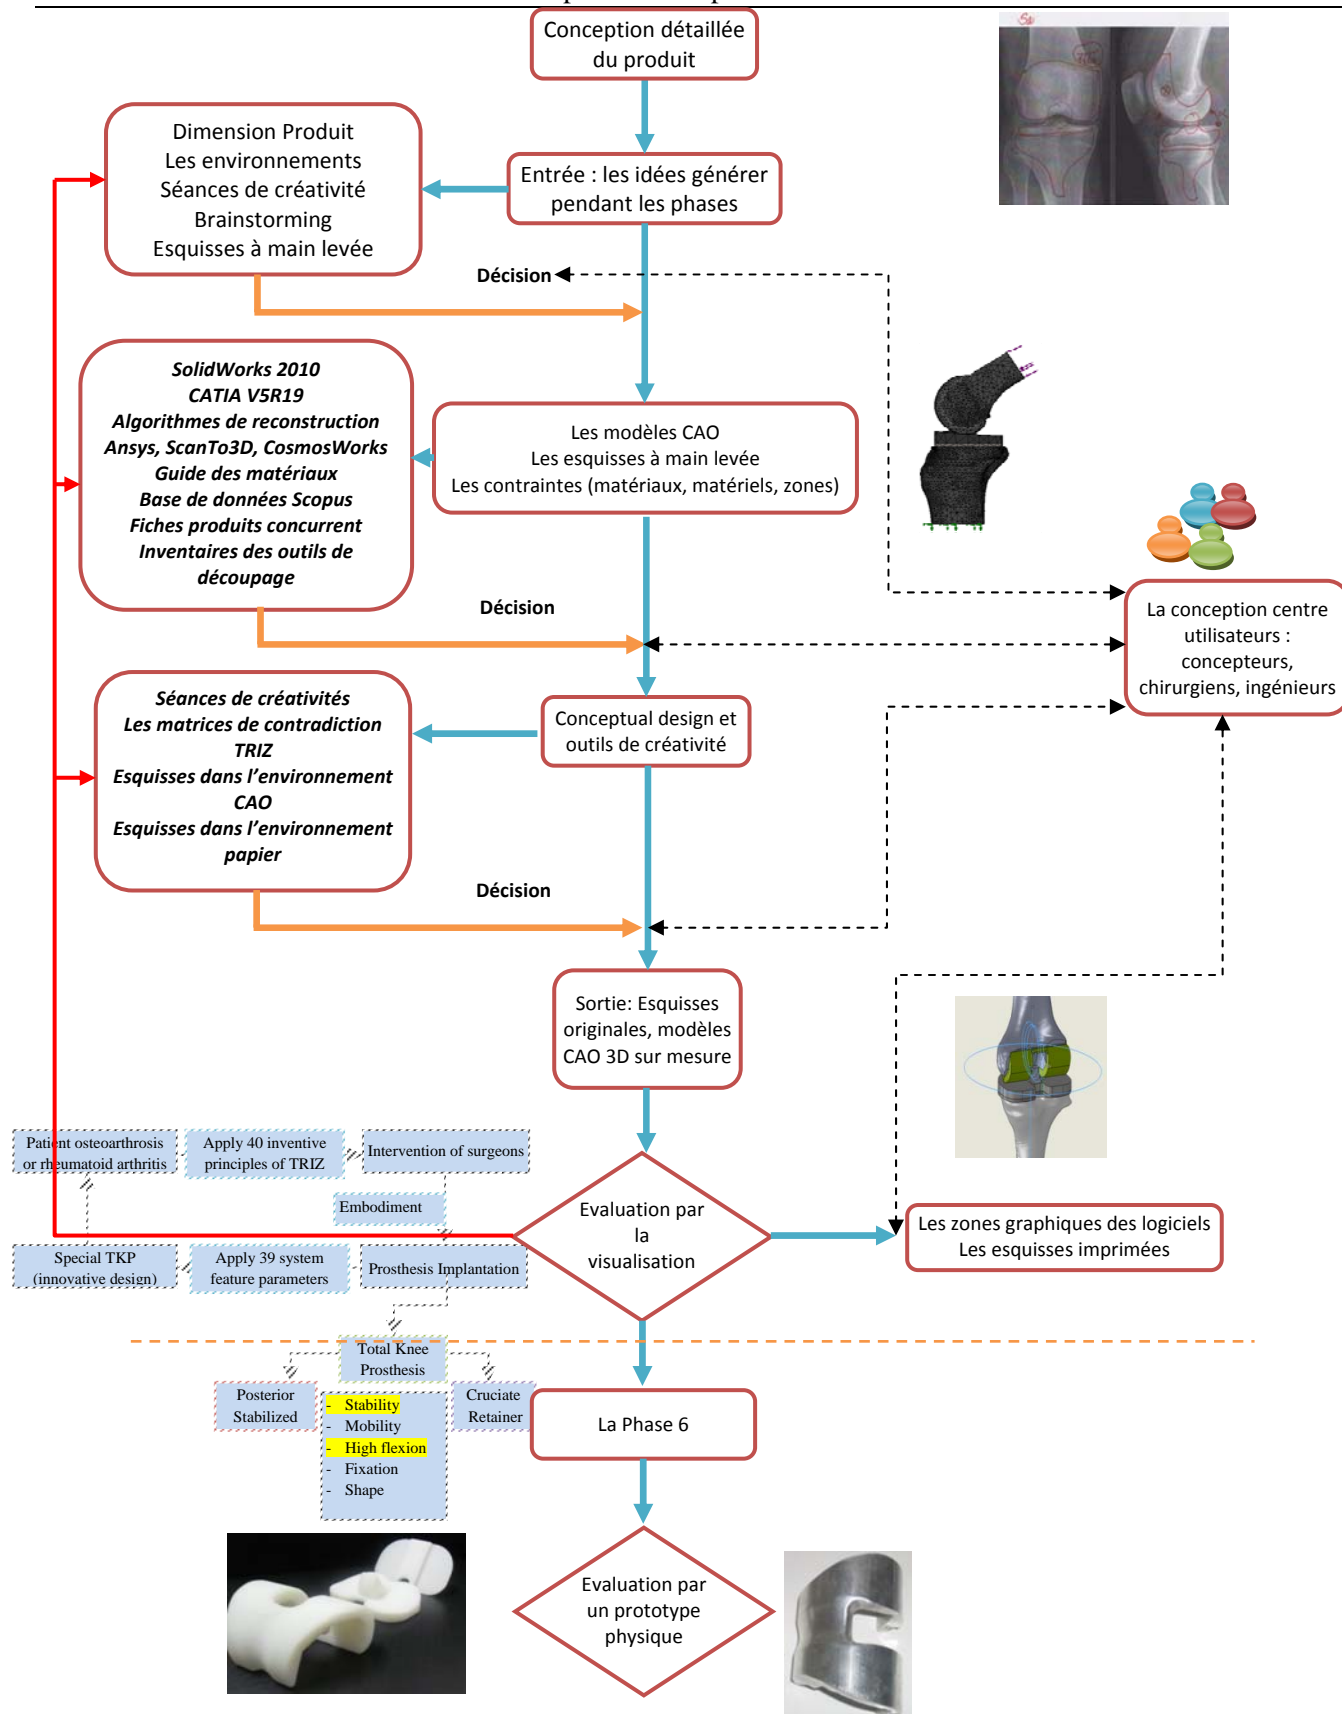 Conception détaillée
du produit
Dimension Produit
Les environnements
Séances de créativité
Brainstorming
Esquisses à main levée
Entrée : les idées générer
pendant les phases
Décision
SolidWorks 2010
CATIA V5R19
Algorithmes de reconstruction
Ansys, ScanTo3D, CosmosWorks
Guide des matériaux
Base de données Scopus
Fiches produits concurrent
Inventaires des outils de
découpage
Les modèles CAO
Les esquisses à main levée
Les contraintes (matériaux, matériels, zones)
La conception centre
utilisateurs :
concepteurs,
chirurgiens, ingénieurs
Décision
Séances de créativités
Les matrices de contradiction
TRIZ
Esquisses dans l’environnement
CAO
Esquisses dans l’environnement
papier
Conceptual design et
outils de créativité
Décision
Sortie: Esquisses
originales, modèles
CAO 3D sur mesure
Patient osteoarthrosis
or rheumatoid arthritis
Apply 40 inventive
principles of TRIZ
Intervention of surgeons
Embodiment
Special TKP
(innovative design)
Apply 39 system
feature parameters
Prosthesis Implantation
Evaluation par
la
visualisation
Les zones graphiques des logiciels
Les esquisses imprimées
Total Knee
Prosthesis
Posterior
Stabilized
- Stability
- Mobility
- High flexion
- Fixation
- Shape
Cruciate
Retainer
La Phase 6
Evaluation par
un prototype
physique